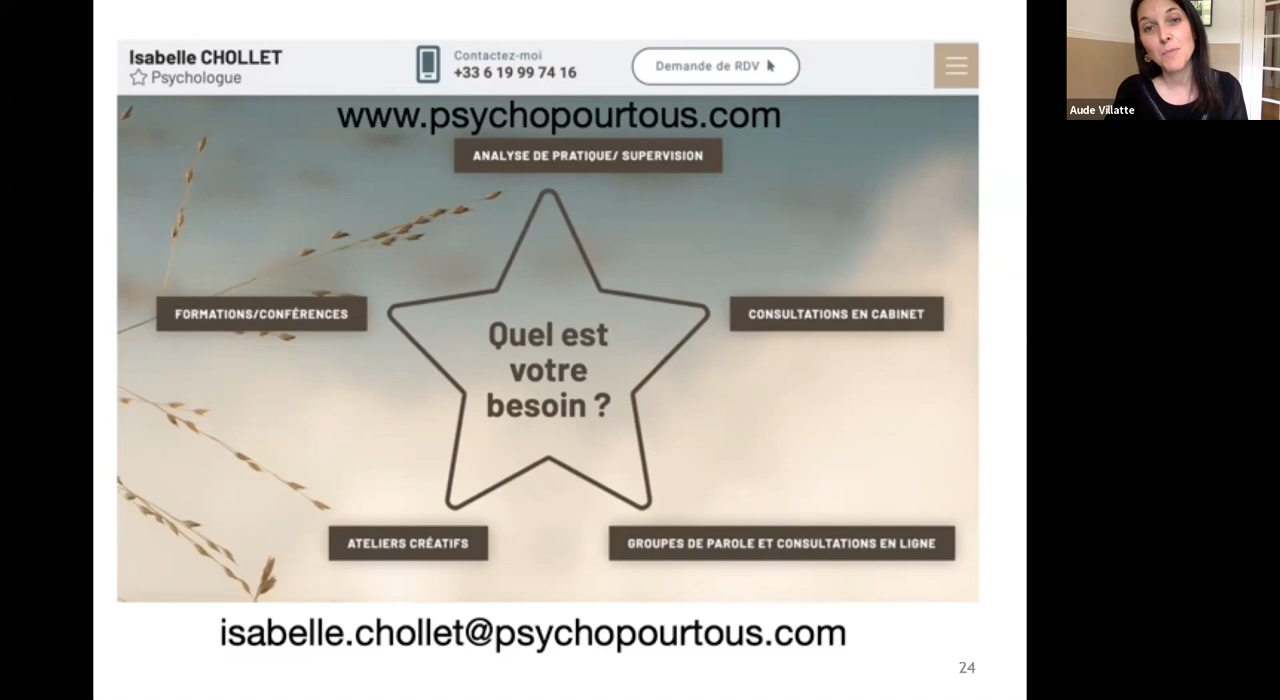 Isabelle CHOLLET
Psychologue
Contactez-moi
+33 6 19 99 74 16
Demande de RDV
Aude Villatte
www.psychopourtous.com
ANALYSE DE PRATIQUE/ SUPERVISION
FORMATIONS/CONFÉRENCES
CONSULTATIONS EN CABINET
Quel est
votre
besoin ?
ATELIERS CRÉATIFS
GROUPES DE PAROLE ET CONSULTATIONS EN LIGNE
isabelle.chollet@psychopourtous.com
24